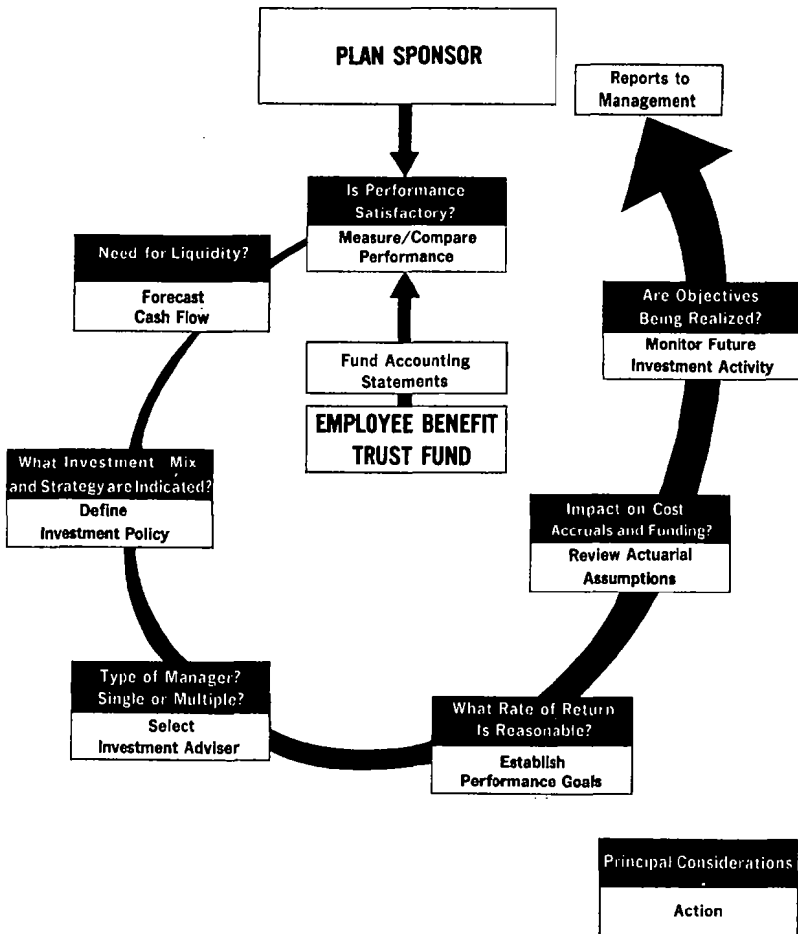 PLAN SPONSOR
Reports to
Management
Is Performance
Satisfactory?
Measure/Compare
Performance
Need for Liquidity?
Forecast
Cash Flow
Are Objectives
Being Realized?
Monitor Future
Investment Activity
Fund Accounting
Statements
EMPLOYEE BENEFIT
TRUST FUND
What Investment Mix
and Strategy are Indicated?
Define
Investment Policy
Impact on Cost
Accruals and Funding?
Review Actuarial
Assumptions
Type of Manager?
Single or Multiple?
Select
Investment Adviser
What Rate of Return
Is Reasonable?
Establish
Performance Goals
Principal Considerations
Action